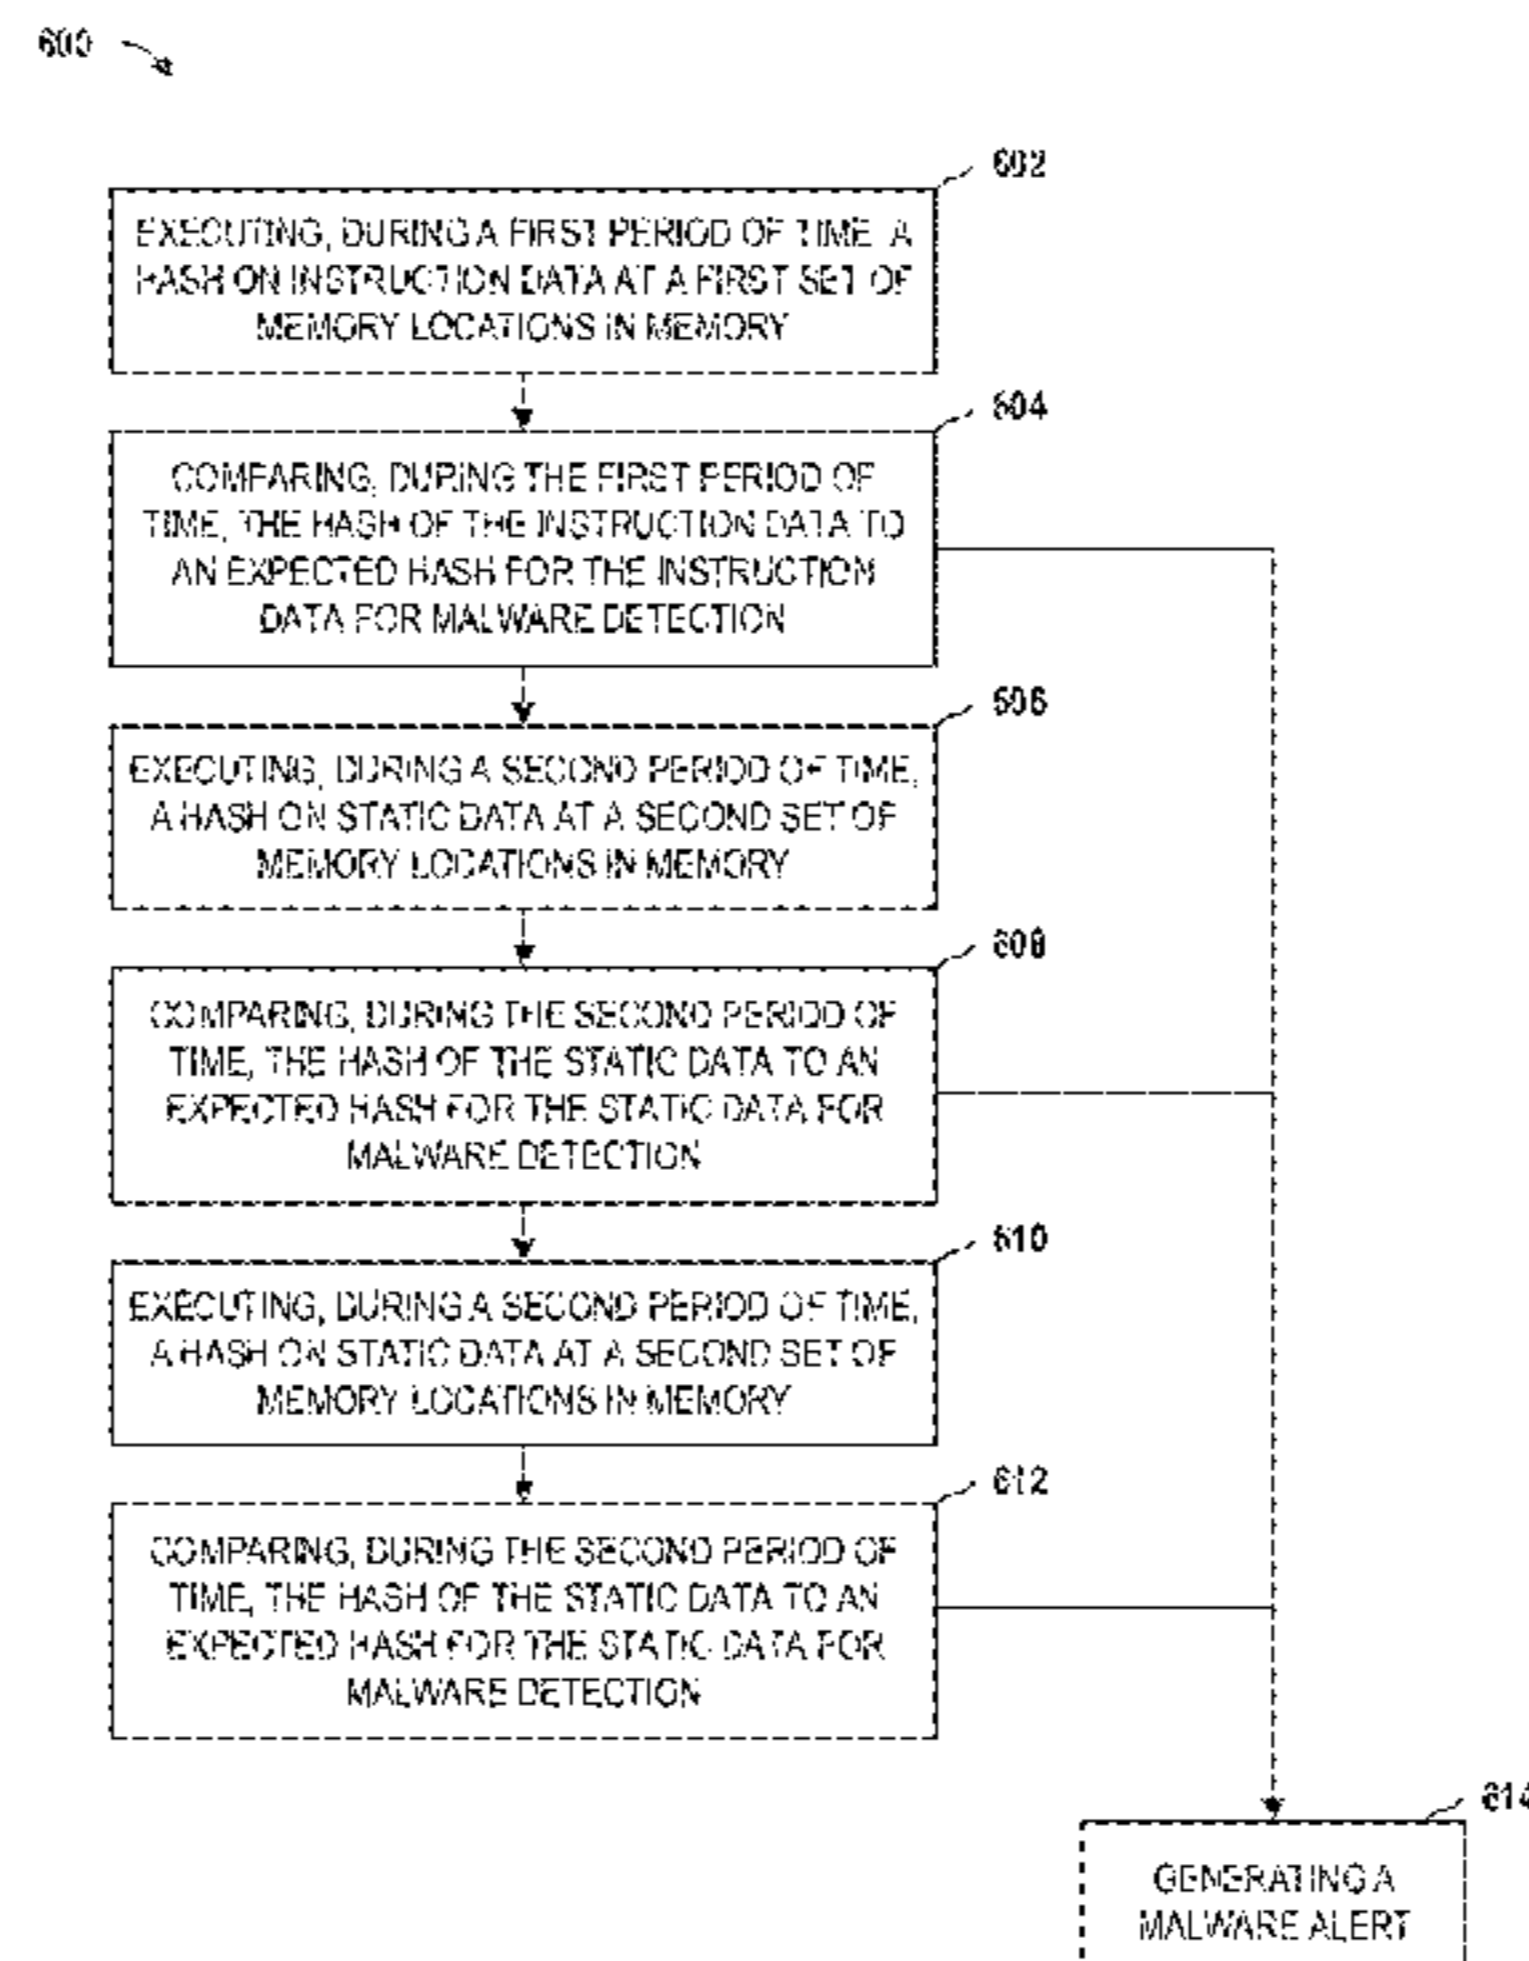 600
602
EXECUTING, DURING A FIRST PERIOD OF TIME A
HASH ON INSTRUCTION DATA AT A FIRST SET OF
MEMORY LOCATIONS IN MEMORY
604
COMPARING, DURING THE FIRST PERIOD OF
TIME, THE HASH OF THE INSTRUCTION DATA TO
AN EXPECTED HASH FOR THE INSTRUCTION
DATA FOR MALWARE DETECTION
606
EXECUTING, DURING A SECOND PERIOD OF TIME,
A HASH ON STATIC DATA AT A SECOND SET OF
MEMORY LOCATIONS IN MEMORY
608
COMPARING, DURING THE SECOND PERIOD OF
TIME, THE HASH OF THE STATIC DATA TO AN
EXPECTED HASH FOR THE STATIC DATA FOR
MALWARE DETECTION
610
EXECUTING, DURING A SECOND PERIOD OF TIME,
A HASH ON STATIC DATA AT A SECOND SET OF
MEMORY LOCATIONS IN MEMORY
612
COMPARING, DURING THE SECOND PERIOD OF
TIME, THE HASH OF THE STATIC DATA TO AN
EXPECTED HASH FOR THE STATIC DATA FOR
MALWARE DETECTION
614
GENERATING A
MALWARE ALERT